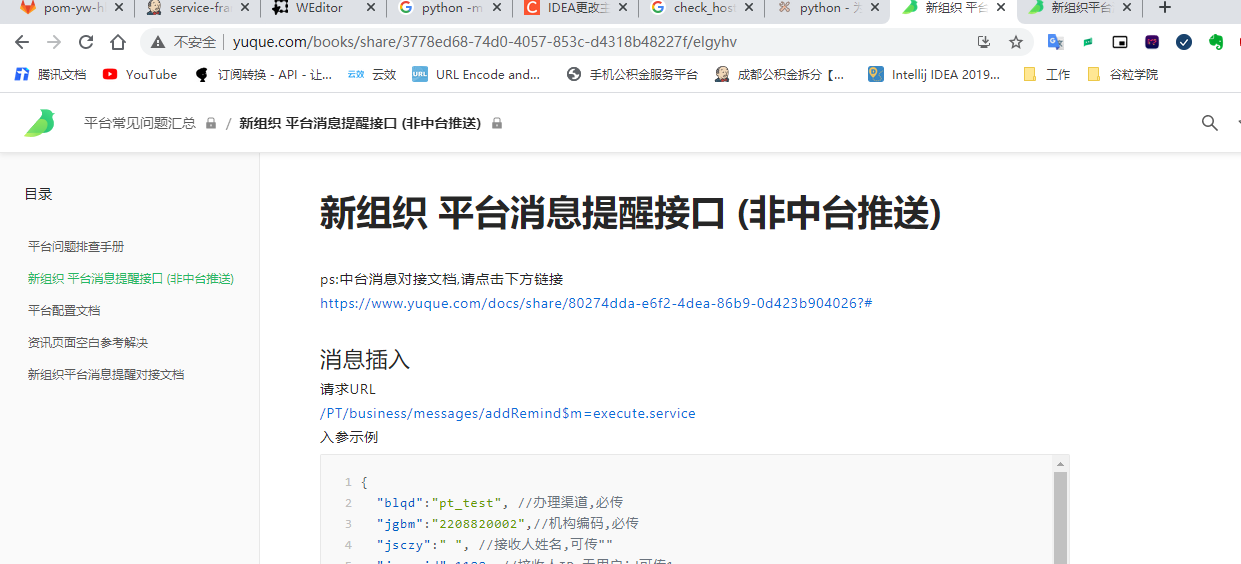 pom-yw-h
service-fra
WEditor
python -m
IDEA更改主
check_host
python - 为
新组织 平台
新组织平台
不安全 yuque.com/books/share/3778ed68-74d0-4057-853c-d4318b48227f/elgyhv
腾讯文档 YouTube 订阅转换 - API - 让... 云效 云效 URL URL Encode and... 手机公积金服务平台 成都公积金拆分【... Intellij IDEA 2019... 工作 谷粒学院
平台常见问题汇总 / 新组织 平台消息提醒接口 (非中台推送)
目录
平台问题排查手册
新组织 平台消息提醒接口 (非中台推送)
平台配置文档
资讯页面空白参考解决
新组织平台消息提醒对接文档
新组织 平台消息提醒接口 (非中台推送)
ps:中台消息对接文档,请点击下方链接
https://www.yuque.com/docs/share/80274dda-e6f2-4dea-86b9-0d423b904026?#
消息插入
请求URL
/PT/business/messages/addRemind$m=execute.service
入参示例
1 {
2 "blqd":"pt_test", //办理渠道,必传
3 "jgbm":"2208820002",//机构编码,必传
4 "jsczy":" ", //接收人姓名,可传""